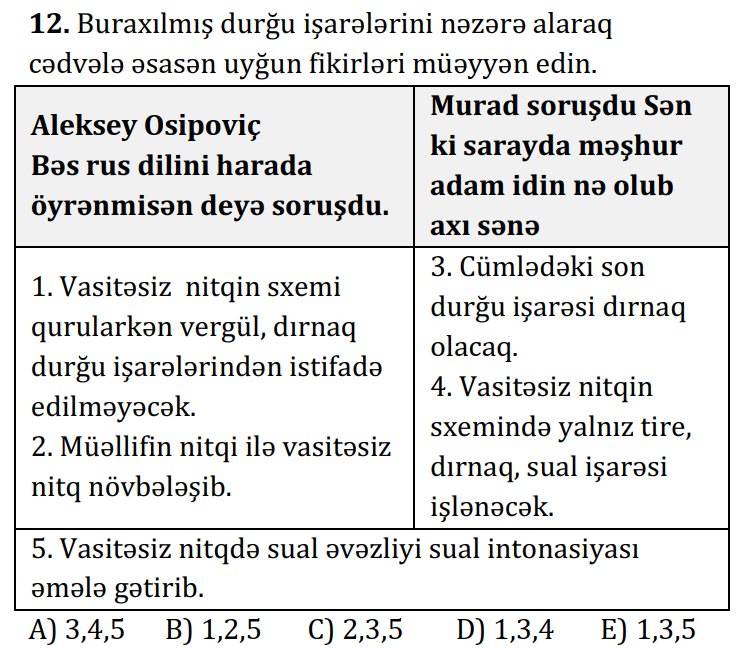 12. Buraxılmış durğu işarələrini nəzərə alaraq
cədvələ əsasən uyğun fikirləri müəyyən edin.
Aleksey Osipoviç
Bəs rus dilini harada
öyrənmisən deyə soruşdu.
Murad soruşdu Sən
ki sarayda məşhur
adam idin nə olub
axı sənə
1. Vasitəsiz nitqin sxemi
qurularkən vergül, dırnaq
durğu işarələrindən istifadə
edilməyəcək.
2. Müəllifin nitqi ilə vasitəsiz
nitq növbələşib.
3. Cümlədəki son
durğu işarəsi dırnaq
olacaq.
4. Vasitəsiz nitqin
sxemində yalnız tire,
dırnaq, sual işarəsi
işlənəcək.
5. Vasitəsiz nitqdə sual əvəzliyi sual intonasiyası
əmələ gətirib.
A) 3,4,5 B) 1,2,5 C) 2,3,5 D) 1,3,4 E) 1,3,5